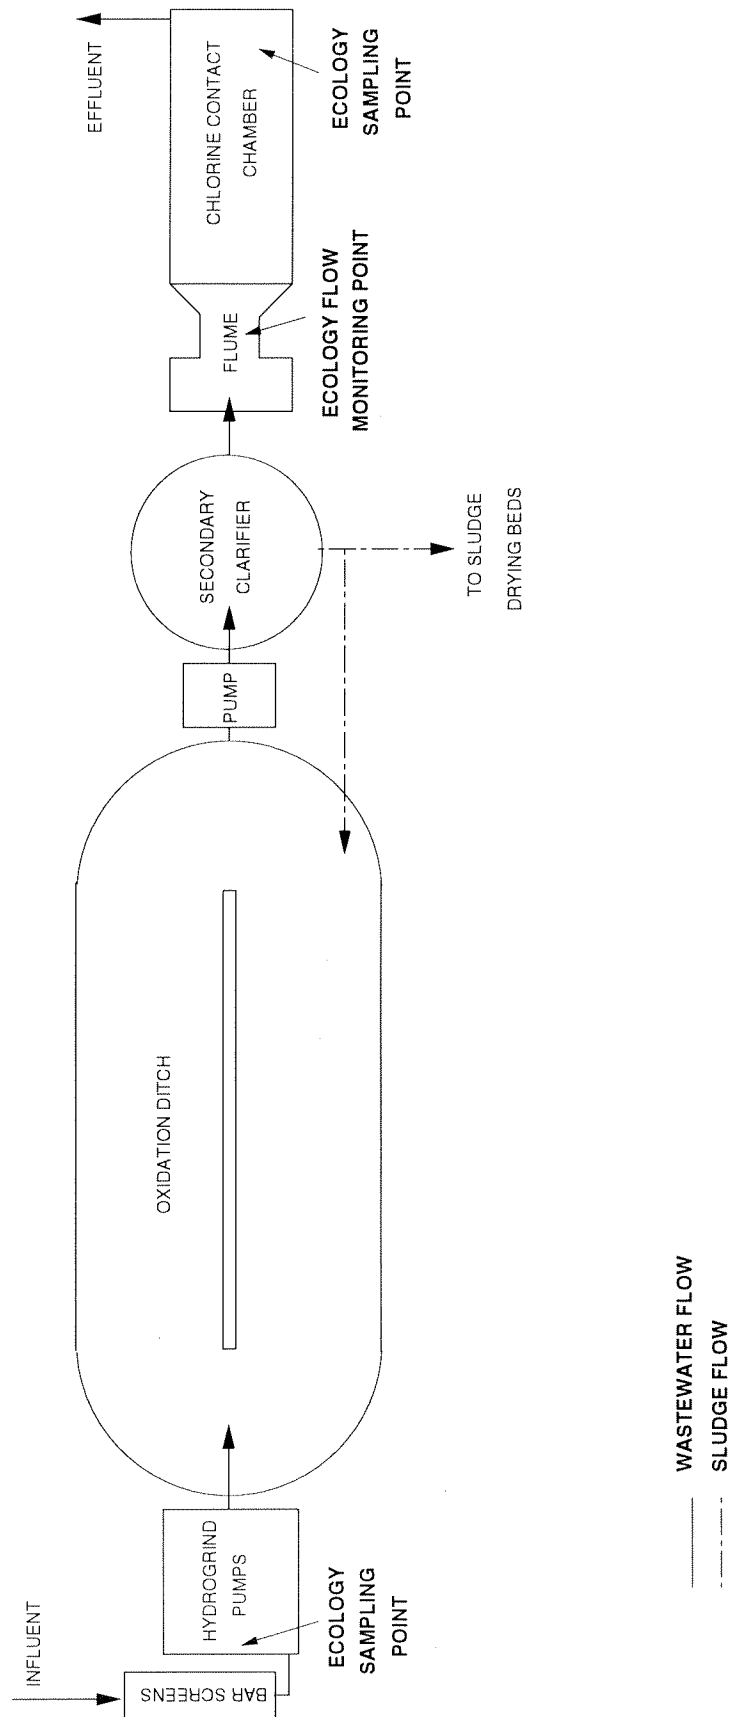 INFLUENT
BAR SCREENS
HYDROGRIND
PUMPS
ECOLOGY
SAMPLING
POINT
OXIDATION DITCH
PUMP
SECONDARY
CLARIFIER
TO SLUDGE
DRYING BEDS
FLUME
ECOLOGY FLOW
MONITORING POINT
CHLORINE CONTACT
CHAMBER
ECOLOGY
SAMPLING
POINT
EFFLUENT
WASTEWATER FLOW
SLUDGE FLOW